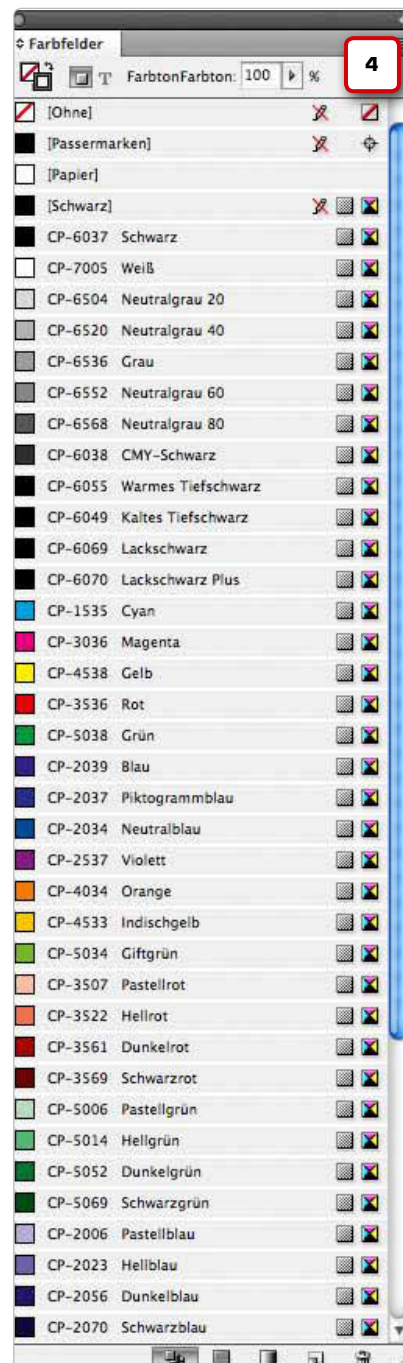 Farbfelder
4
T FarbtonFarbton: 100 %
[Ohne]
[Passermarken]
[Papier]
[Schwarz]
CP-6037 Schwarz
CP-7005 Weiß
CP-6504 Neutralgrau 20
CP-6520 Neutralgrau 40
CP-6536 Grau
CP-6552 Neutralgrau 60
CP-6568 Neutralgrau 80
CP-6038 CMY-Schwarz
CP-6055 Warmes Tiefschwarz
CP-6049 Kaltes Tiefschwarz
CP-6069 Lackschwarz
CP-6070 Lackschwarz Plus
CP-1535 Cyan
CP-3036 Magenta
CP-4538 Gelb
CP-3536 Rot
CP-5038 Grün
CP-2039 Blau
CP-2037 Piktogrammblau
CP-2034 Neutralblau
CP-2537 Violett
CP-4034 Orange
CP-4533 Indischgelb
CP-5034 Giftgrün
CP-3507 Pastellrot
CP-3522 Hellrot
CP-3561 Dunkelrot
CP-3569 Schwarzrot
CP-5006 Pastellgrün
CP-5014 Hellgrün
CP-5052 Dunkelgrün
CP-5069 Schwarzgrün
CP-2006 Pastellblau
CP-2023 Hellblau
CP-2056 Dunkelblau
CP-2070 Schwarzblau